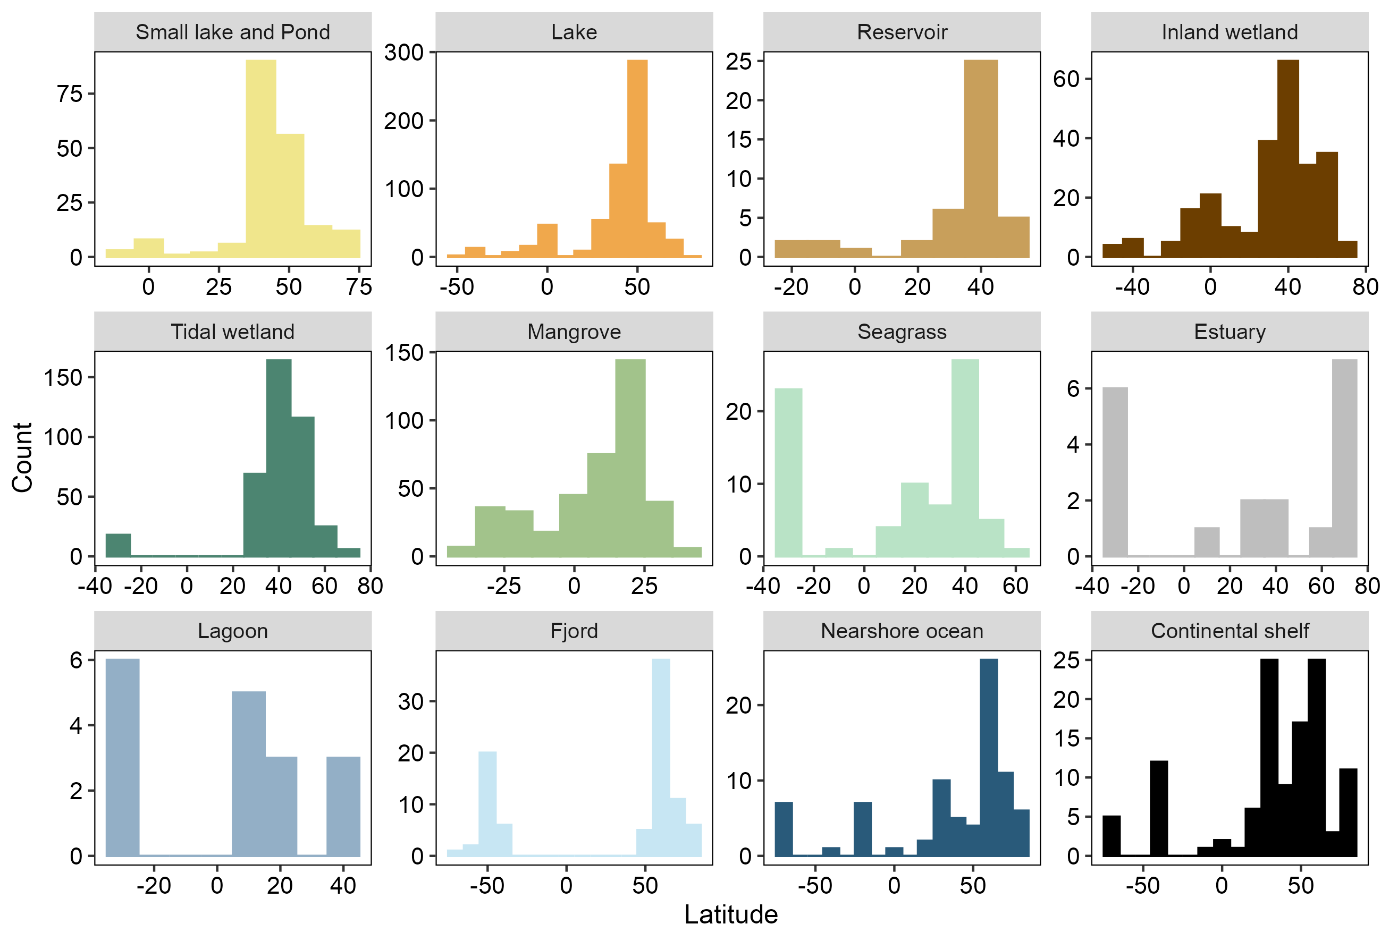 Small lake and Pond Lake Reservoir Inland wetland
75 50 25 0
300 200 100 0
25 20 15 10 5 0
60 40 20 0
0 25 50 75 -50 0 50 -20 0 20 40 -40 0 40 80
Tidal wetland Mangrove Seagrass Estuary
150 100 50 0
150 100 50 0
20 10 0
6 4 2 0
-40 -20 0 20 40 60 80 -25 0 25 -40 -20 0 20 40 60 -40 -20 0 20 40 60 80
Count
Lagoon Fjord Nearshore ocean Continental shelf
6 4 2 0
30 20 10 0
20 10 0
25 20 15 10 5 0
-20 0 20 40 -50 0 50 -50 0 50 -50 0 50
Latitude